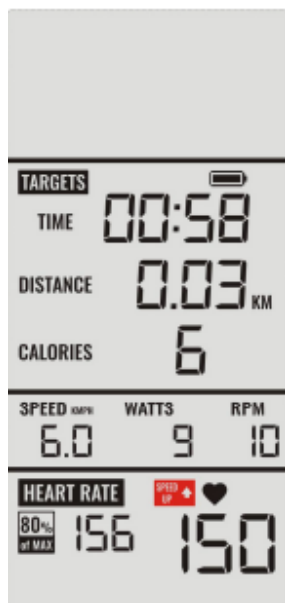 TARGETS
TIME 00:58
DISTANCE 0.03 KM
CALORIES 6
SPEED KMPH WATTS RPM
6.0 9 10
HEART RATE SPEED UP
80% of MAX 156 150